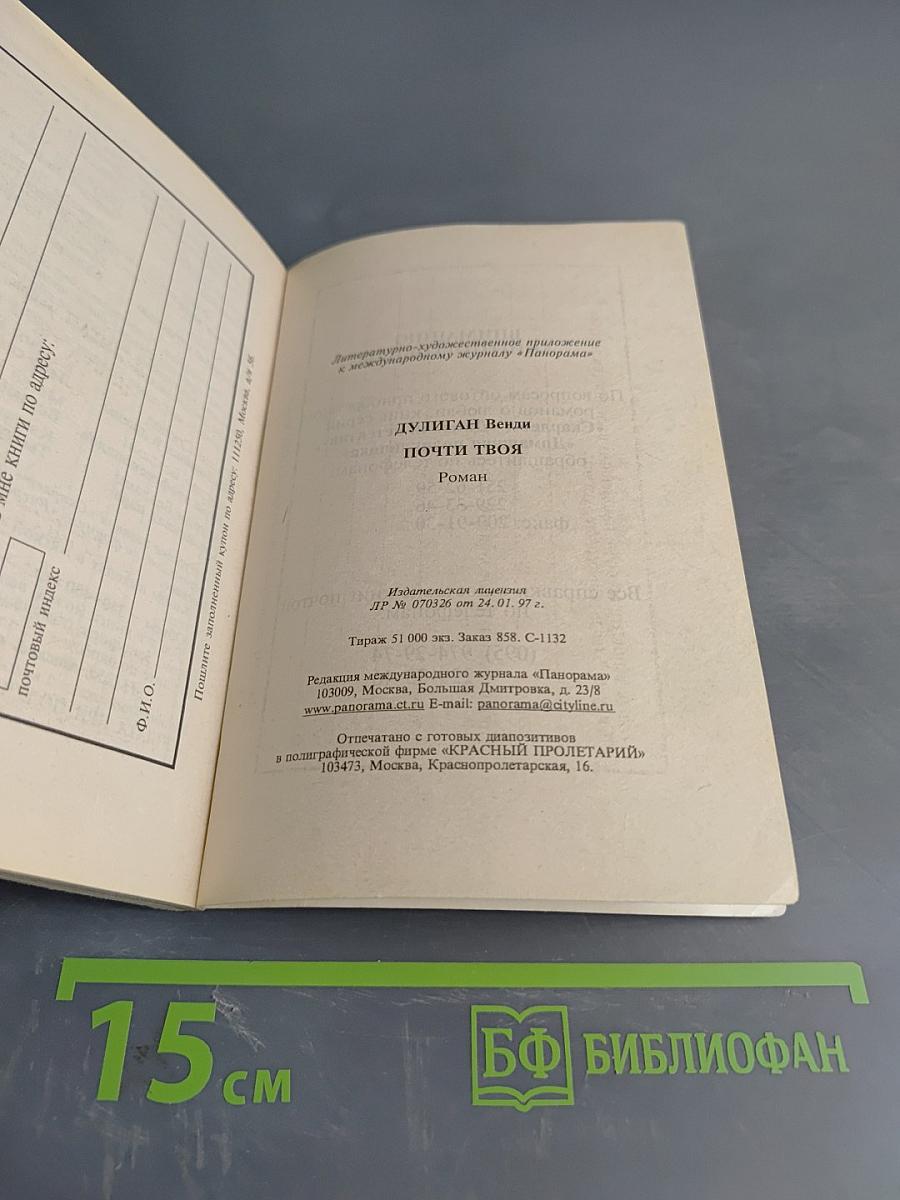 мне книги по адресу:
почтовый индекс
Ф.И.О.
Пошлите заполненный купон по адресу: 111250, Москва, а/я 56
Литературно-художественное приложение
к международному журналу «Панорама»
ДУЛИГАН Венди
ПОЧТИ ТВОЯ
Роман
Издательская лицензия
ЛР № 070326 от 24.01.97 г.
Тираж 51 000 экз. Заказ 858. С-1132
Редакция международного журнала «Панорама»
103009, Москва, Большая Дмитровка, д. 23/8
www.panorama.ct.ru E-mail: panorama@cityline.ru
Отпечатано с готовых диапозитивов
в полиграфической фирме «КРАСНЫЙ ПРОЛЕТАРИЙ»
103473, Москва, Краснопролетарская, 16.
15 см
БФ БИБЛИОФАН